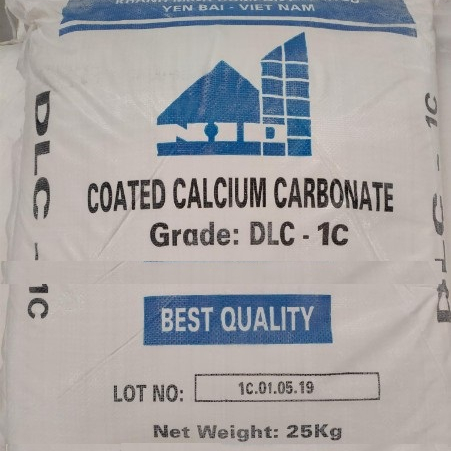 YEN BAI - VIET NAM
COATED CALCIUM CARBONATE
Grade: DLC - 1C
BEST QUALITY
LOT NO: 1C.01.05.19
Net Weight: 25Kg
DLC - 1C